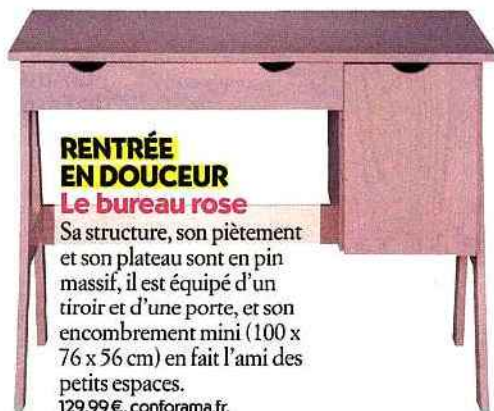 RENTRÉE
EN DOUCEUR
Le bureau rose
Sa structure, son piètement
et son plateau sont en pin
massif, il est équipé d'un
tiroir et d'une porte, et son
encombrement mini (100 x
76 x 56 cm) en fait l'ami des
petits espaces.
129,99 €, conforama.fr.